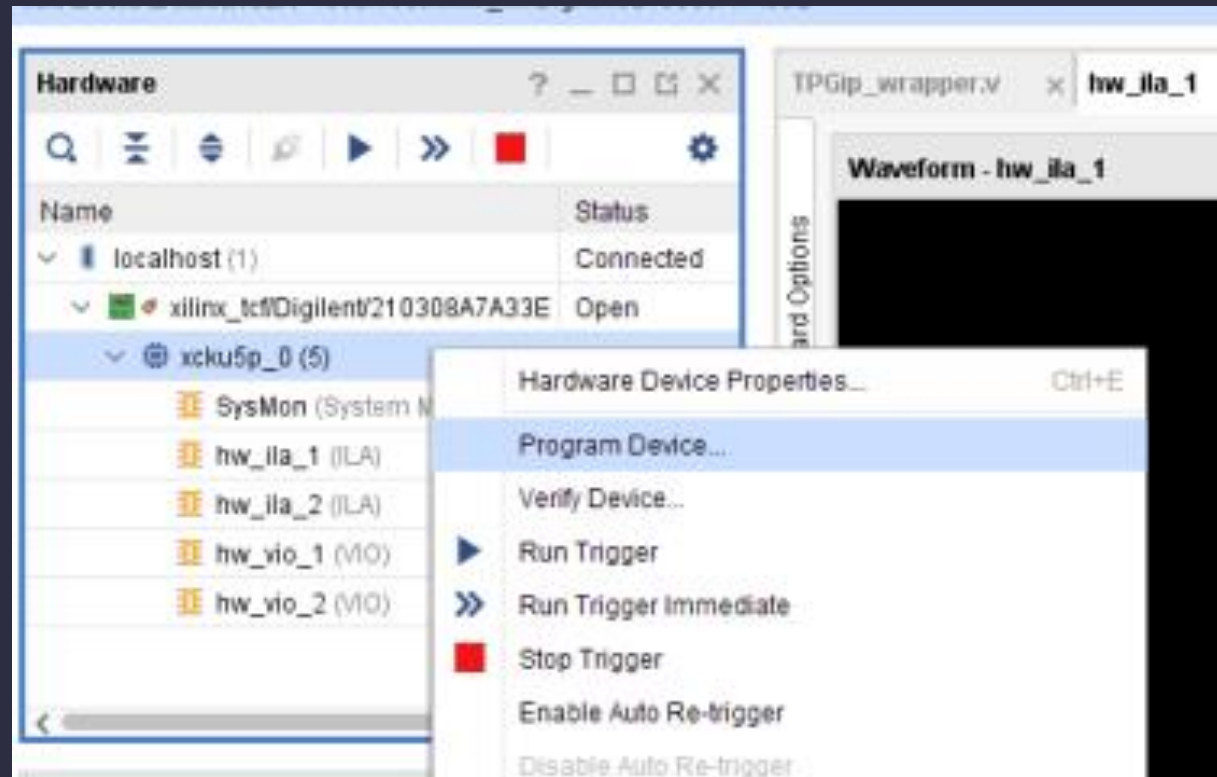 Hardware
Name Status
localhost (1) Connected
xilinx_tcf/Digilent/210308A7A33E Open
xcku5p_0 (5)
SysMon (System M
hw_ila_1 (ILA)
hw_ila_2 (ILA)
hw_vio_1 (VIO)
hw_vio_2 (VIO)
Hardware Device Properties... Ctrl+E
Program Device...
Verify Device...
Run Trigger
Run Trigger Immediate
Stop Trigger
Enable Auto Re-trigger
Disable Auto Re-trigger
TPGip_wrapper.v hw_ila_1
Waveform - hw_ila_1
ard Options